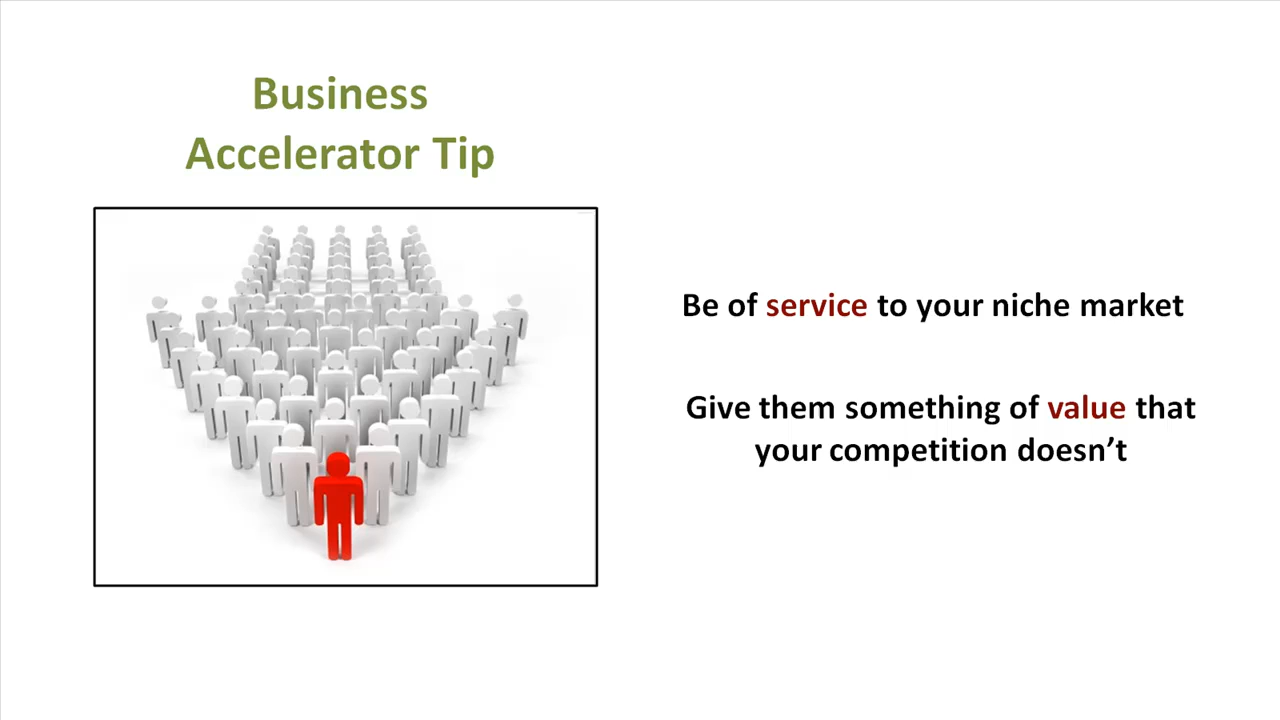 Business
Accelerator Tip
Be of service to your niche market
Give them something of value that
your competition doesn’t